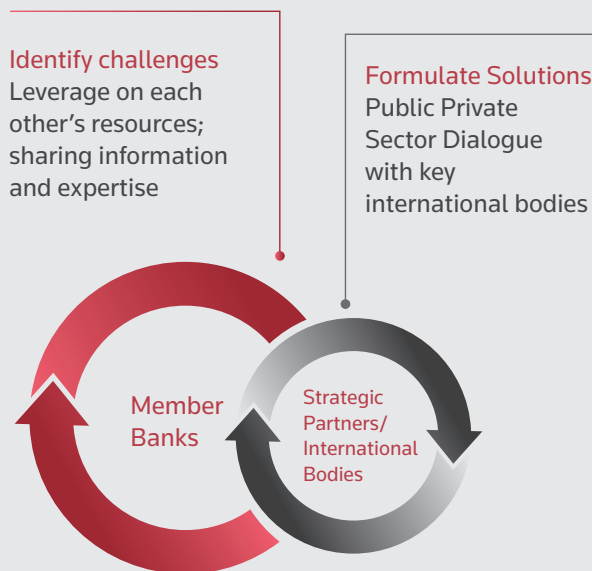 Identify challenges
Leverage on each
other's resources;
sharing information
and expertise
Formulate Solutions
Public Private
Sector Dialogue
with key
international bodies
Member
Banks
Strategic
Partners/
International
Bodies